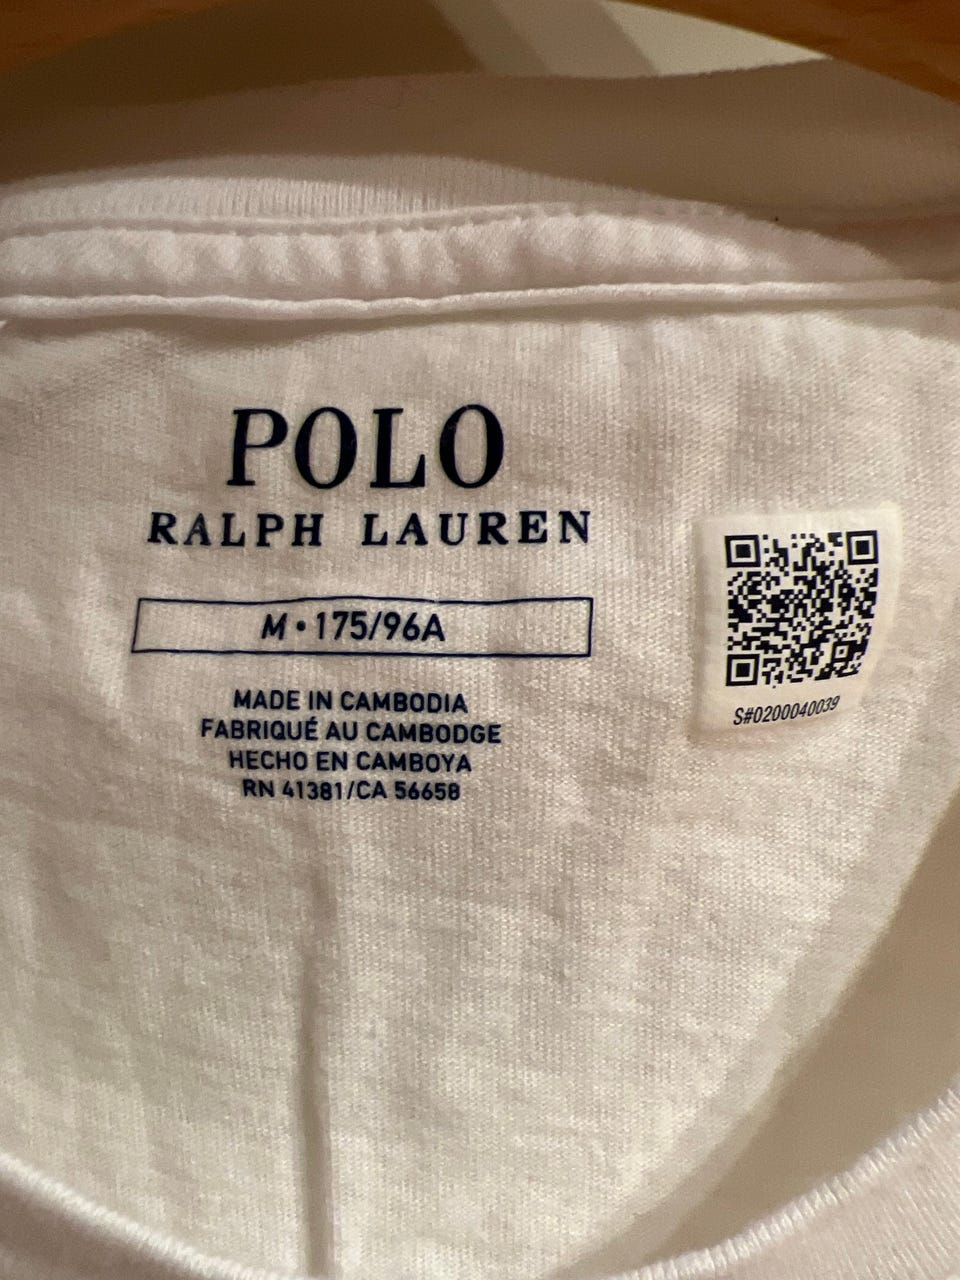 POLO
RALPH LAUREN
M • 175/96A
MADE IN CAMBODIA
FABRIQUÉ AU CAMBODGE
HECHO EN CAMBOYA
RN 41381/CA 56658
S#0200040039